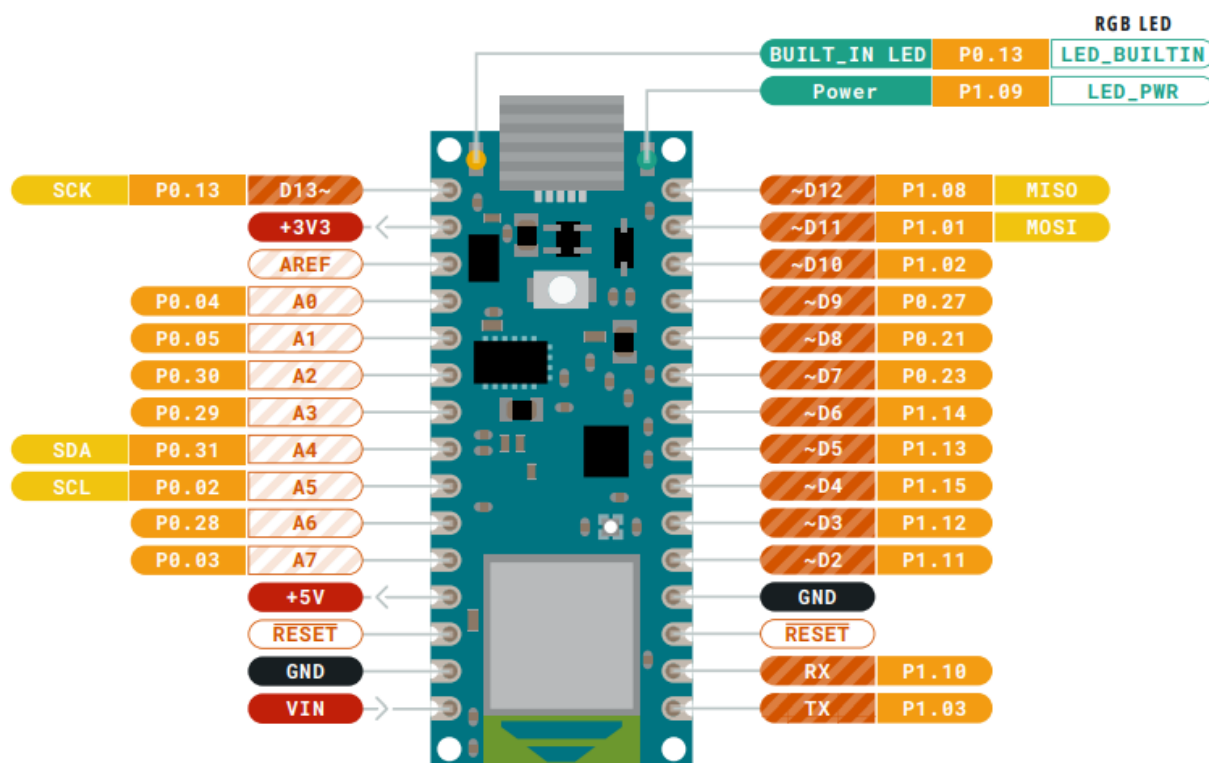 RGB LED
BUILT_IN LED P0.13 LED_BUILTIN
Power P1.09 LED_PWR
SCK P0.13 D13~
+3V3
AREF
P0.04 A0
P0.05 A1
P0.30 A2
P0.29 A3
SDA P0.31 A4
SCL P0.02 A5
P0.28 A6
P0.03 A7
+5V
RESET
GND
VIN
~D12 P1.08 MISO
~D11 P1.01 MOSI
~D10 P1.02
~D9 P0.27
~D8 P0.21
~D7 P0.23
~D6 P1.14
~D5 P1.13
~D4 P1.15
~D3 P1.12
~D2 P1.11
GND
RESET
RX P1.10
TX P1.03